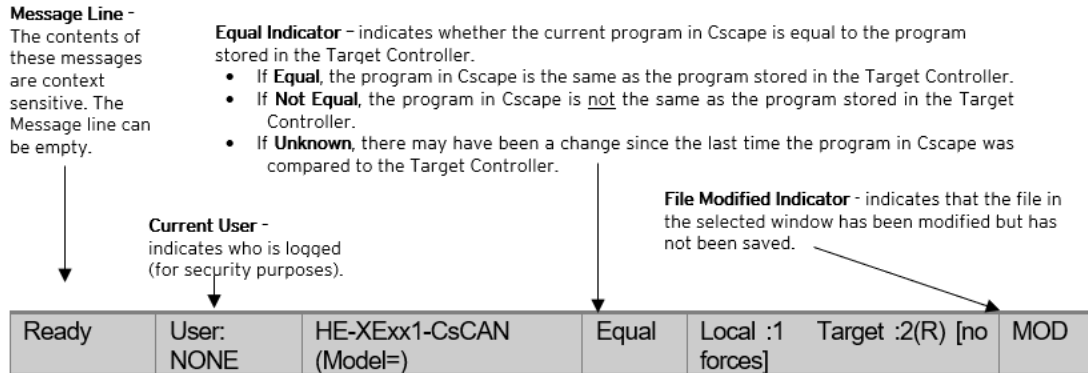 Message Line -
The contents of
these messages
are context
sensitive. The
Message line can
be empty.
Equal Indicator – indicates whether the current program in Cscape is equal to the program
stored in the Target Controller.
• If Equal, the program in Cscape is the same as the program stored in the Target Controller.
• If Not Equal, the program in Cscape is not the same as the program stored in the Target
Controller.
• If Unknown, there may have been a change since the last time the program in Cscape was
compared to the Target Controller.
Current User -
indicates who is logged
(for security purposes).
File Modified Indicator - indicates that the file in
the selected window has been modified but has
not been saved.
Ready
User:
NONE
HE-XExx1-CsCAN
(Model=)
Equal
Local :1 Target :2(R) [no
forces]
MOD